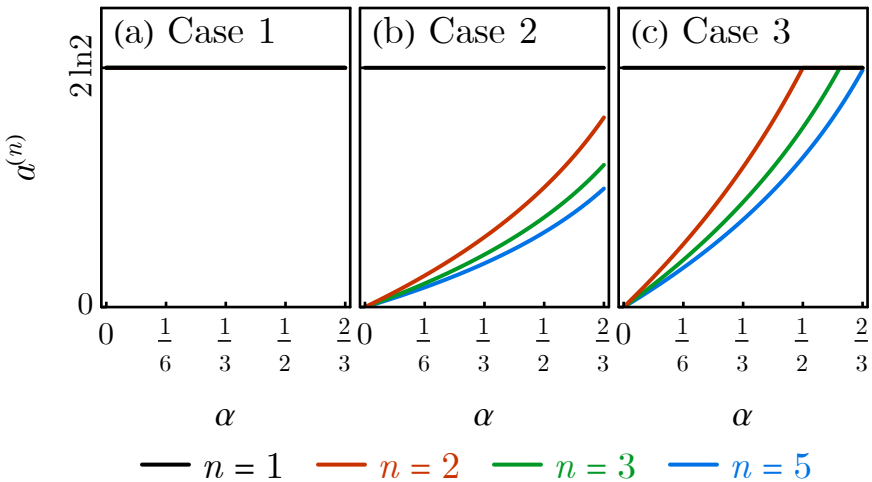 (a) Case 1 (b) Case 2 (c) Case 3
2ln2
a^{(n)}
0
0 1/6 1/3 1/2 2/3 0 1/6 1/3 1/2 2/3 0 1/6 1/3 1/2 2/3
α α α
n = 1 n = 2 n = 3 n = 5